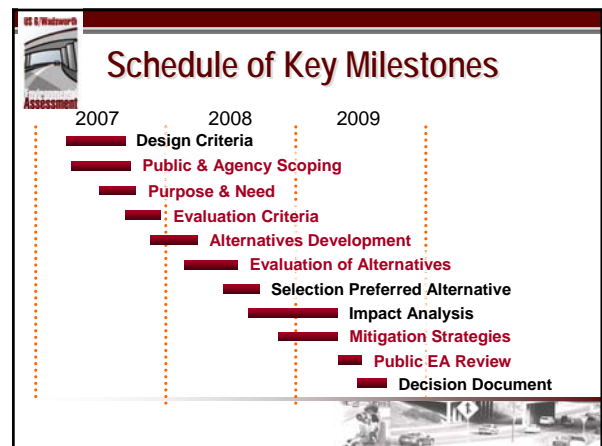 US 6/Wadsworth
Environmental
Assessment
Schedule of Key Milestones
2007 2008 2009
Design Criteria
Public & Agency Scoping
Purpose & Need
Evaluation Criteria
Alternatives Development
Evaluation of Alternatives
Selection Preferred Alternative
Impact Analysis
Mitigation Strategies
Public EA Review
Decision Document